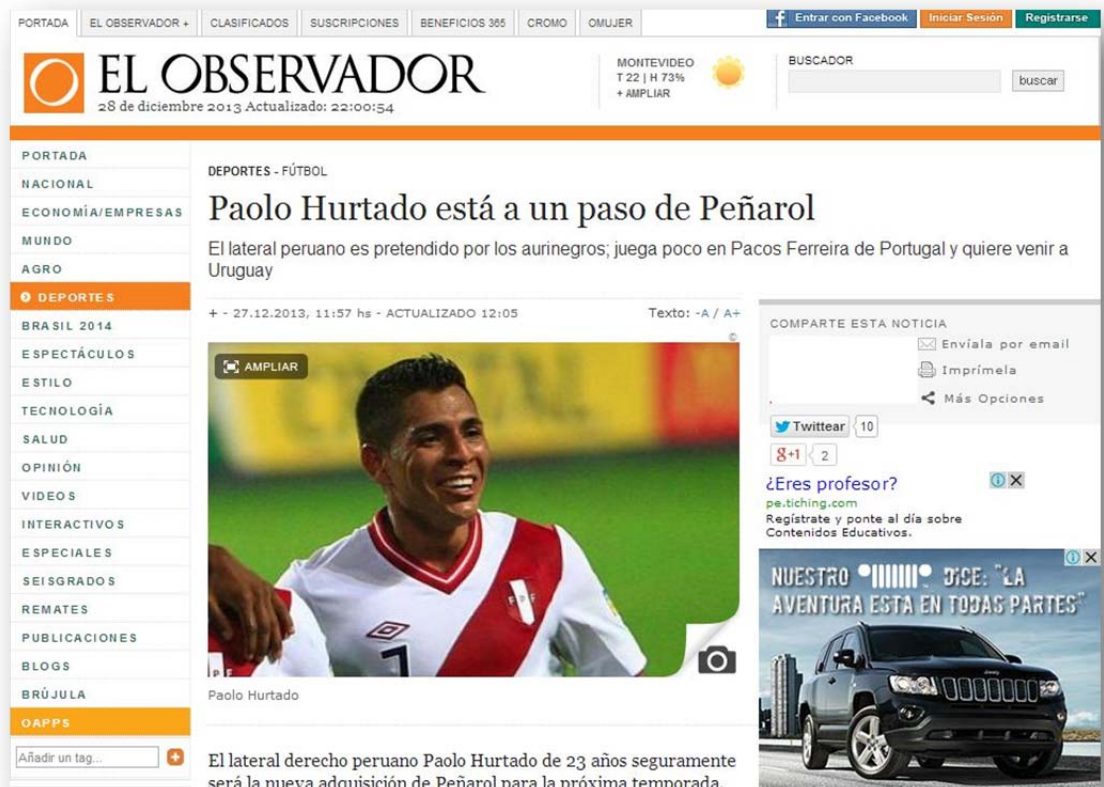 PORTADA
EL OBSERVADOR +
CLASIFICADOS
SUSCRIPCIONES
BENEFICIOS 365
CROMO
OMUJER
Entrar con Facebook
Iniciar Sesión
Registrarse
EL OBSERVADOR
28 de diciembre 2013 Actualizado: 22:00:54
MONTEVIDEO
T 22 | H 73%
+ AMPLIAR
BUSCADOR
buscar
PORTADA
NACIONAL
ECONOMÍA/EMPRESAS
MUNDO
AGRO
DEPORTES
BRASIL 2014
ESPECTÁCULOS
ESTILO
TECNOLOGÍA
SALUD
OPINIÓN
VIDEOS
INTERACTIVOS
ESPECIALES
SEISGRADOS
REMATES
PUBLICACIONES
BLOGS
BRÚJULA
OAPPS
Añadir un tag...
DEPORTES - FÚTBOL
Paolo Hurtado está a un paso de Peñarol
El lateral peruano es pretendido por los aurinegros; juega poco en Pacos Ferreira de Portugal y quiere venir a
Uruguay
+ - 27.12.2013, 11:57 hs - ACTUALIZADO 12:05
Texto: -A / A+
©
AMPLIAR
FPF
Paolo Hurtado
El lateral derecho peruano Paolo Hurtado de 23 años seguramente
será la nueva adquisición de Peñarol para la próxima temporada.
COMPARTE ESTA NOTICIA
Envíala por email
Imprímela
Más Opciones
Twittear 10
g+1 2
¿Eres profesor?
pe.tiching.com
Regístrate y ponte al día sobre
Contenidos Educativos.
NUESTRO DICE: "LA
AVENTURA ESTA EN TODAS PARTES"
Jeep